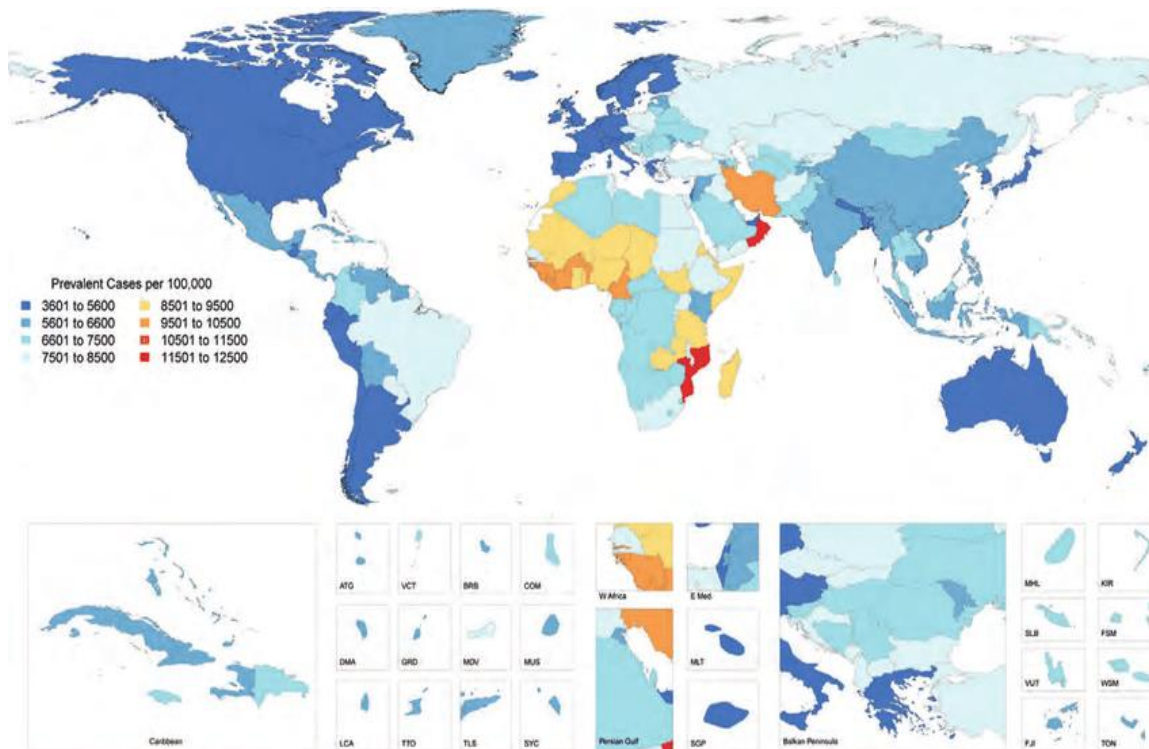 Prevalent Cases per 100,000
3601 to 5600
8501 to 9500
5601 to 6600
9501 to 10500
6601 to 7500
10501 to 11500
7501 to 8500
11501 to 12500
ATG
VCT
BRB
COM
W Africa
E Med
MHL
KIR
DMA
GRD
MDV
MUS
MLT
SLB
FSM
Caribbean
LCA
TTO
TLS
SYC
Persian Gulf
SGP
Balkan Peninsula
VUT
WSM
FJI
TON